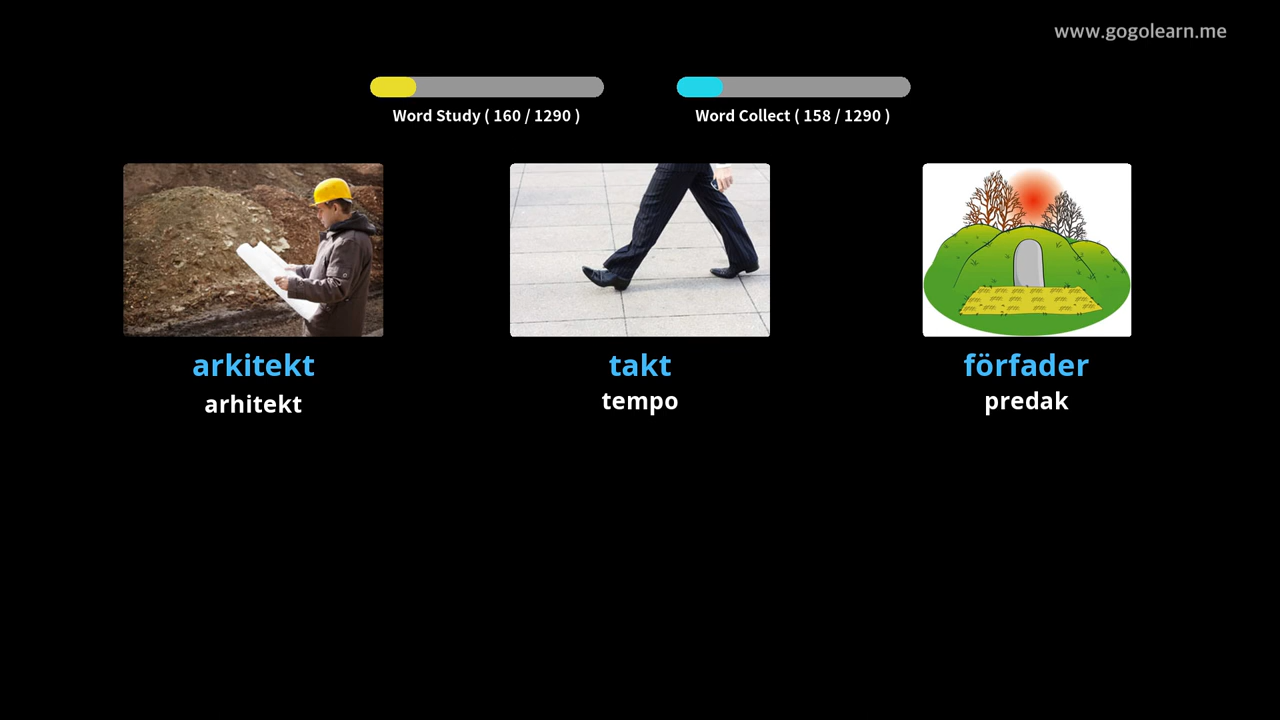 www.gogolearn.me
Word Study ( 160 / 1290 )
Word Collect ( 158 / 1290 )
arkitekt
arhitekt
takt
tempo
förfader
predak